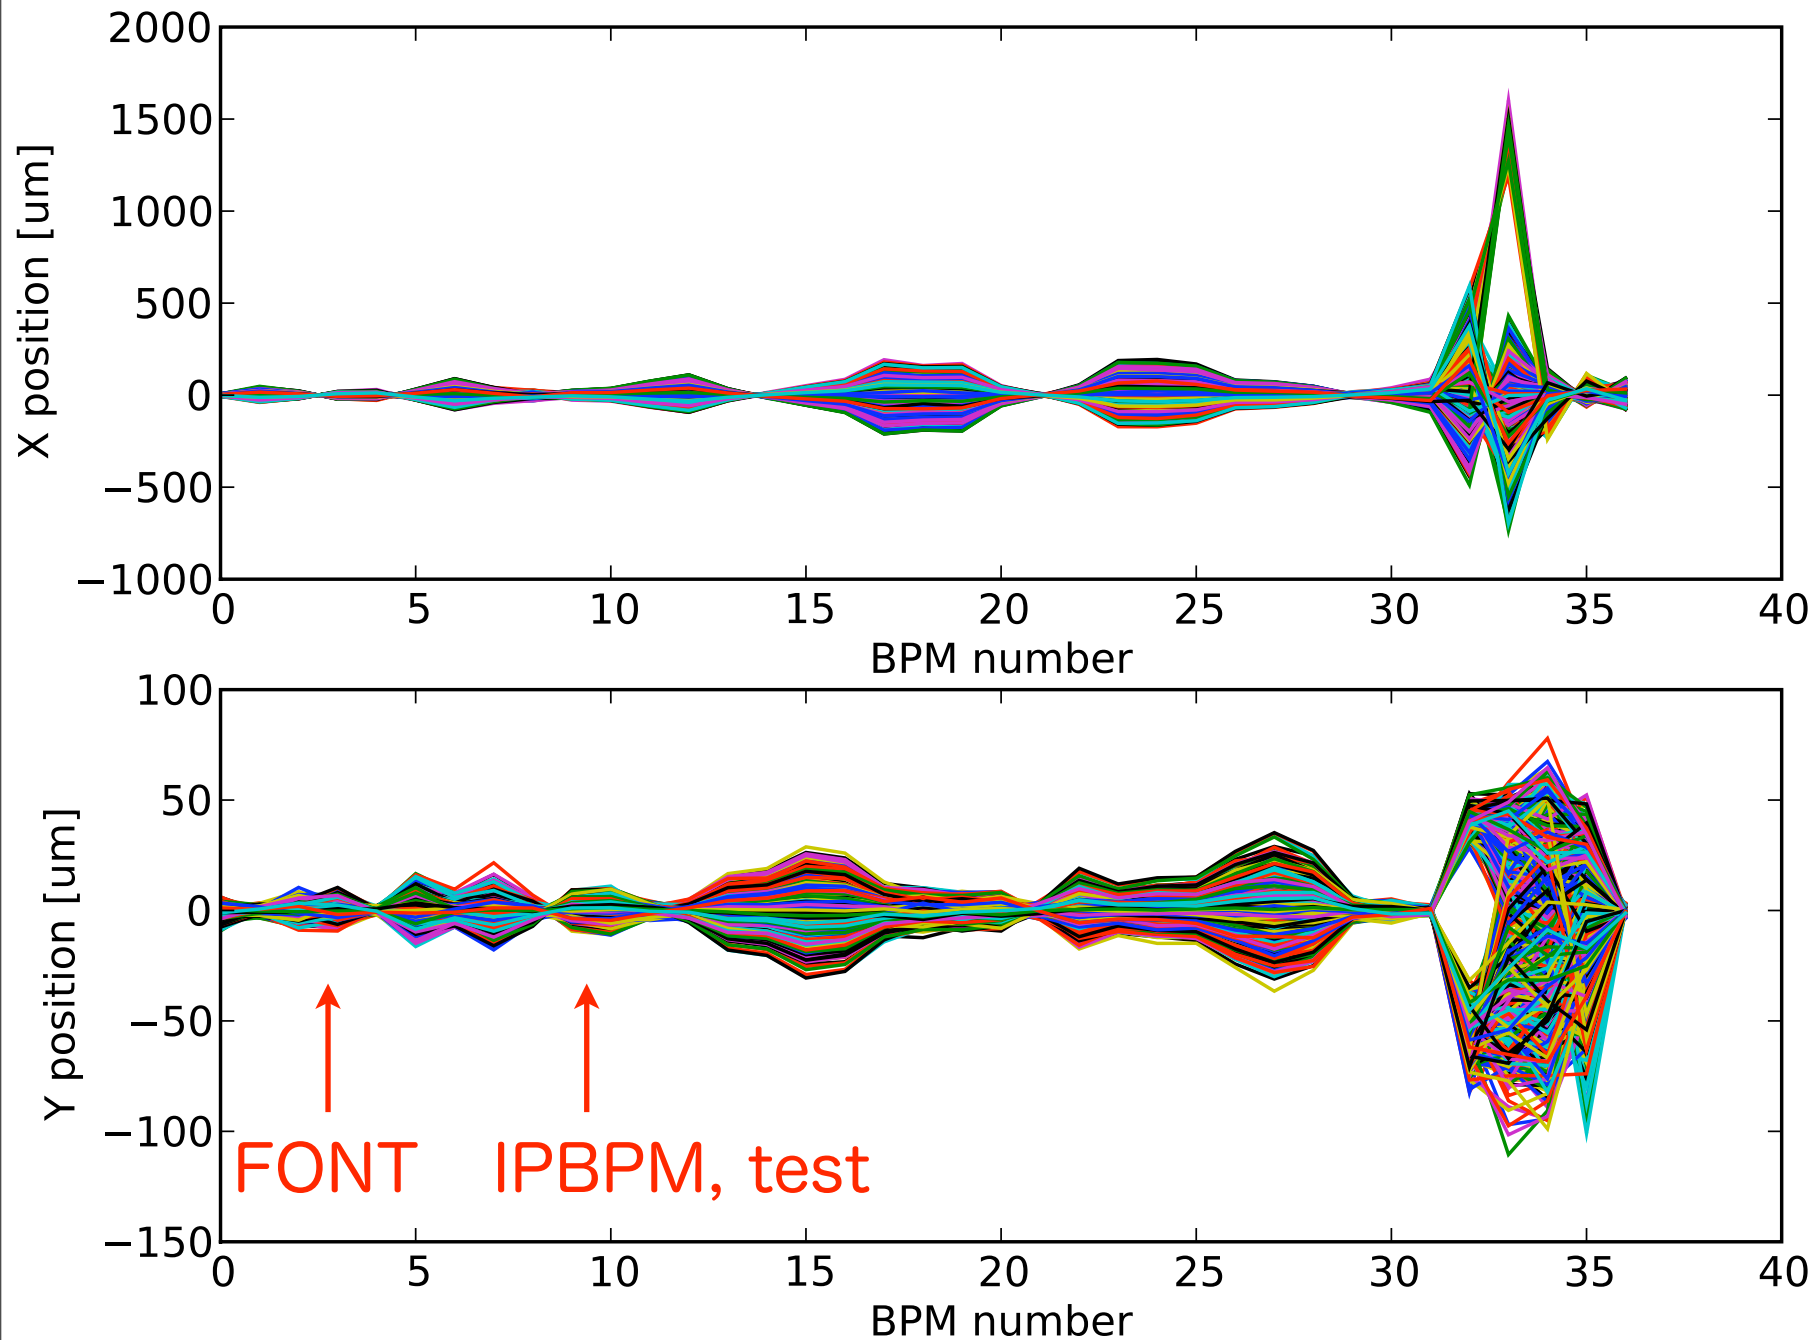 2000
1500
1000
500
0
−500
−1000
X position [um]
0 5 10 15 20 25 30 35 40
BPM number
100
50
0
−50
−100
−150
Y position [um]
FONT IPBPM, test
0 5 10 15 20 25 30 35 40
BPM number